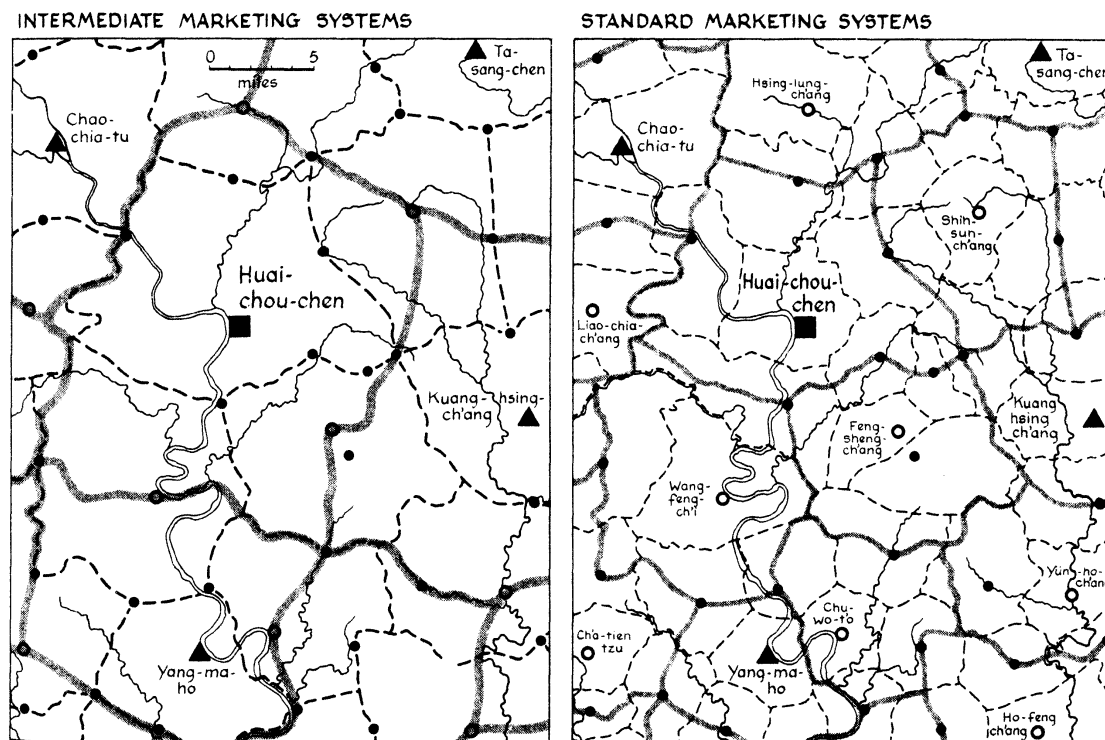 INTERMEDIATE MARKETING SYSTEMS
0 5
miles
Ta-
sang-chen
Chao-
chia-tu
Huai-
chou-chen
Kuang-hsing-
ch'ang
Yang-ma-
ho
STANDARD MARKETING SYSTEMS
Ta-
sang-chen
Hsing-lung-
ch'ang
Chao-
chia-tu
Shih-
sun-
ch'ang
Huai-chou-
chen
Liao-chia-
ch'ang
Kuang
hsing
ch'ang
Feng-
sheng-
ch'ang
Wang-
feng-
ch'i
Yung-ho-
chang
Chu-
wo-t'o
Ch'a-tien
tzu
Yang-ma-
ho
Ho-feng
ch'ang